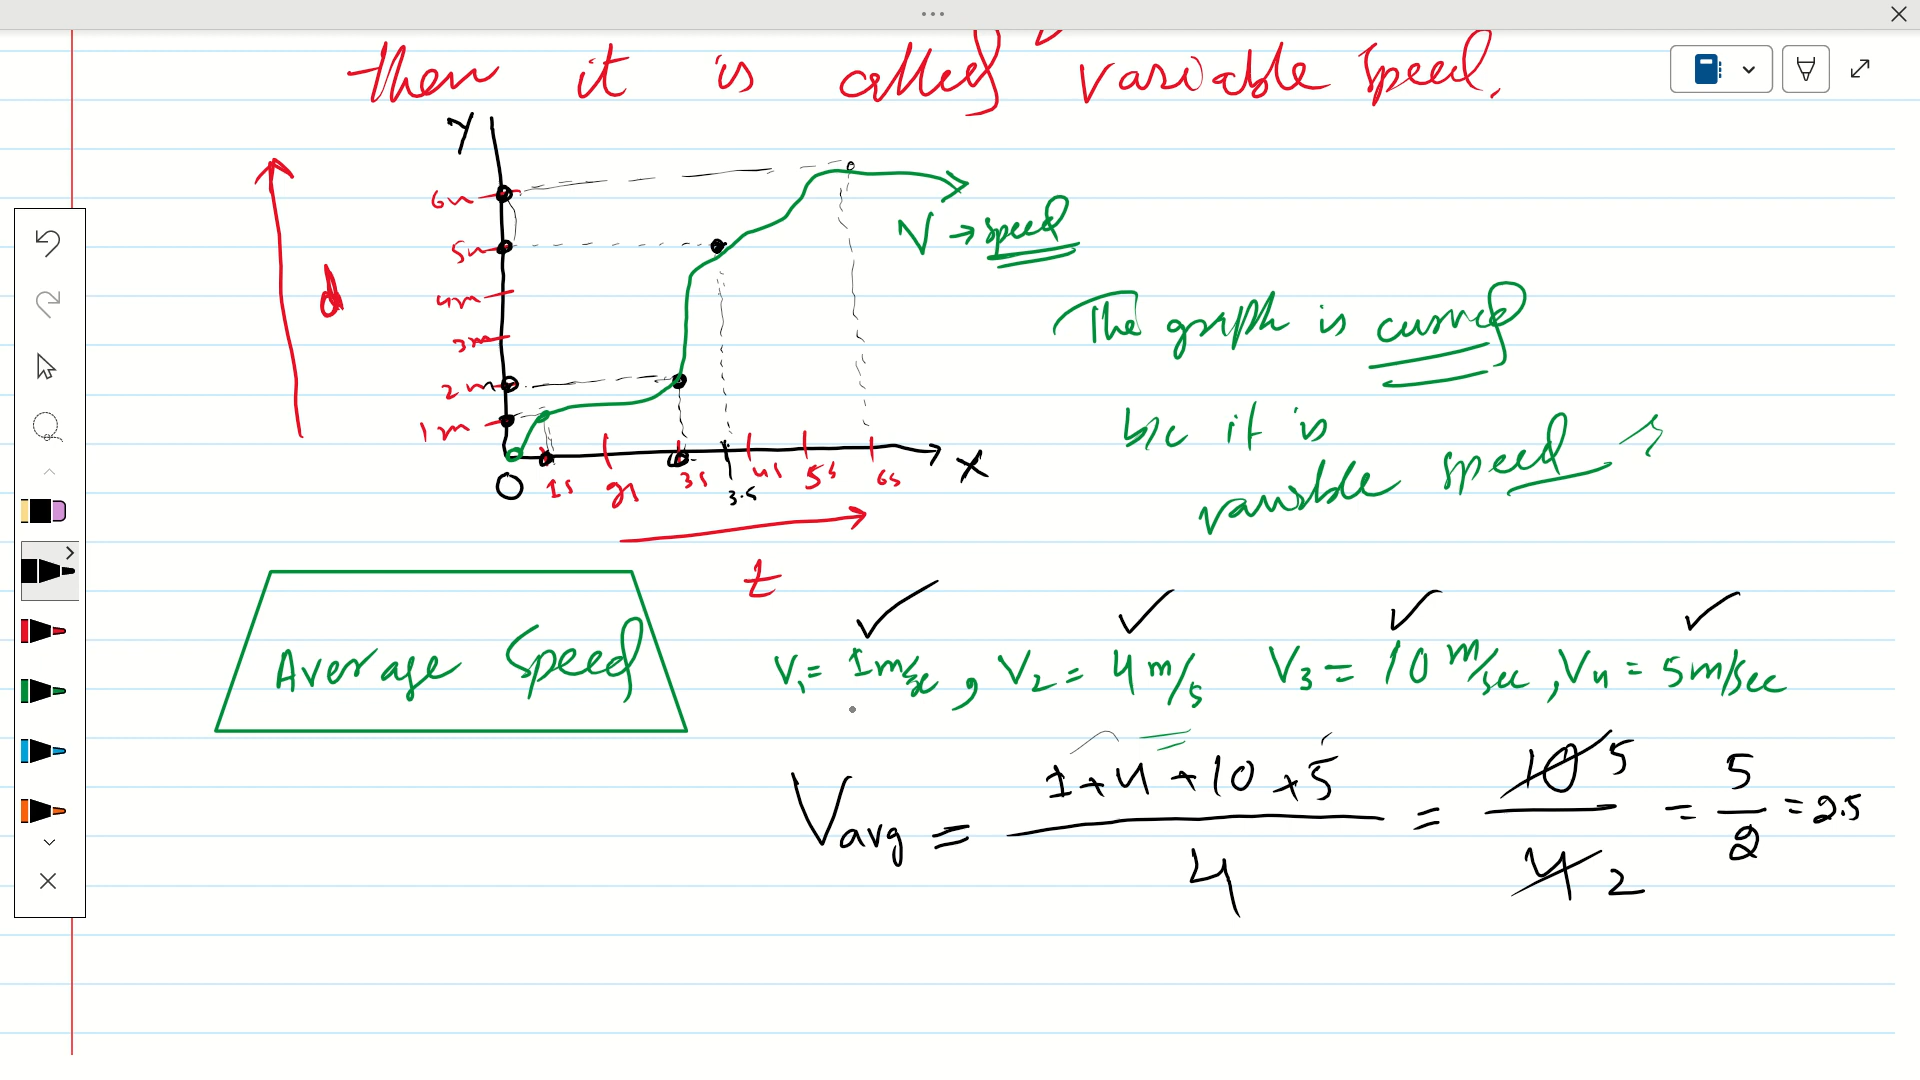 then it is called variable speed.
Y
6m
5m
4m
3m
2m
1m
d
V → speed
O 1s 2s 3s 3.5 4s 5s 6s X
t
The graph is curved
b/c it is
variable speed
Average Speed
V₁ = 1m/sec, V₂ = 4m/s V₃ = 10m/sec, V₄ = 5m/sec
Vavg = 1+4+10+5 / 4 = 10 5 / 4 2 = 5/2 = 2.5